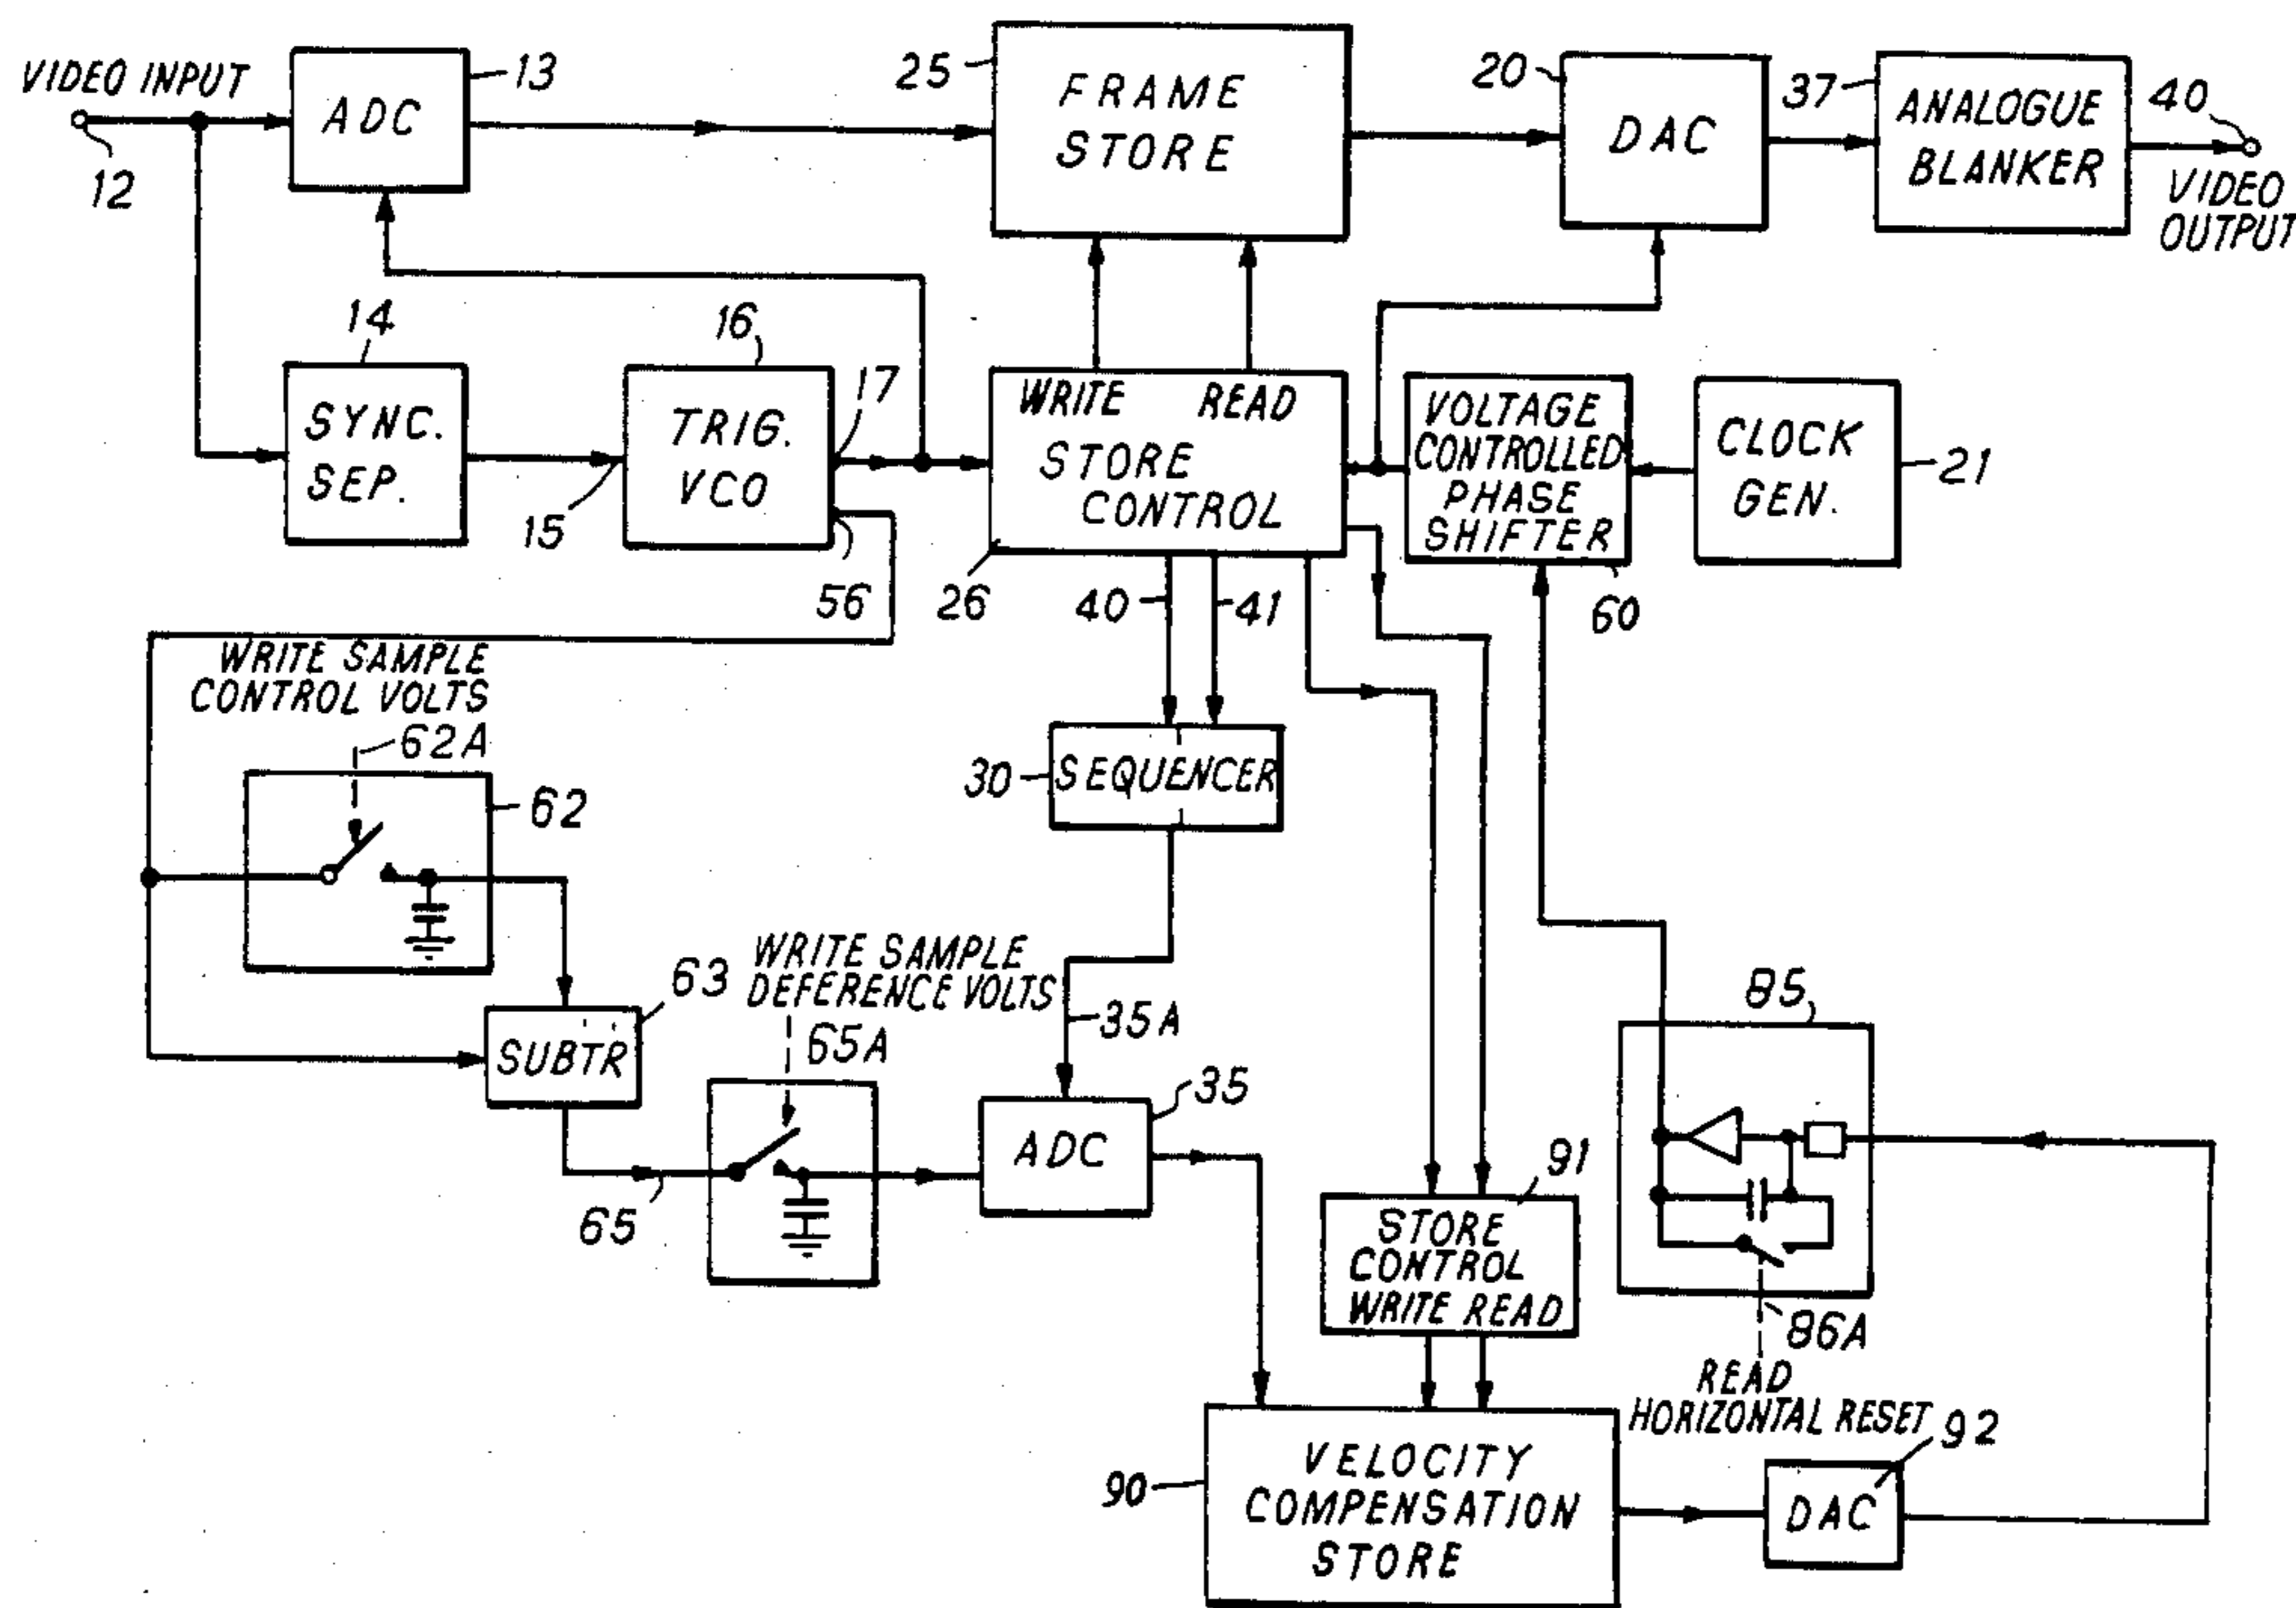 VIDEO INPUT
12
ADC
13
25
FRAME
STORE
20
DAC
37
ANALOGUE
BLANKER
40
VIDEO
OUTPUT
14
SYNC.
SEP.
15
16
TRIG.
VCO
17
56
WRITE READ
STORE
CONTROL
26
40
41
VOLTAGE
CONTROLLED
PHASE
SHIFTER
60
CLOCK
GEN.
21
WRITE SAMPLE
CONTROL VOLTS
62A
62
30
SEQUENCER
63
SUBTR
WRITE SAMPLE
DEFERENCE VOLTS
65A
65
35A
ADC
35
85
86A
READ
HORIZONTAL RESET
91
STORE
CONTROL
WRITE READ
90
VELOCITY
COMPENSATION
STORE
92
DAC